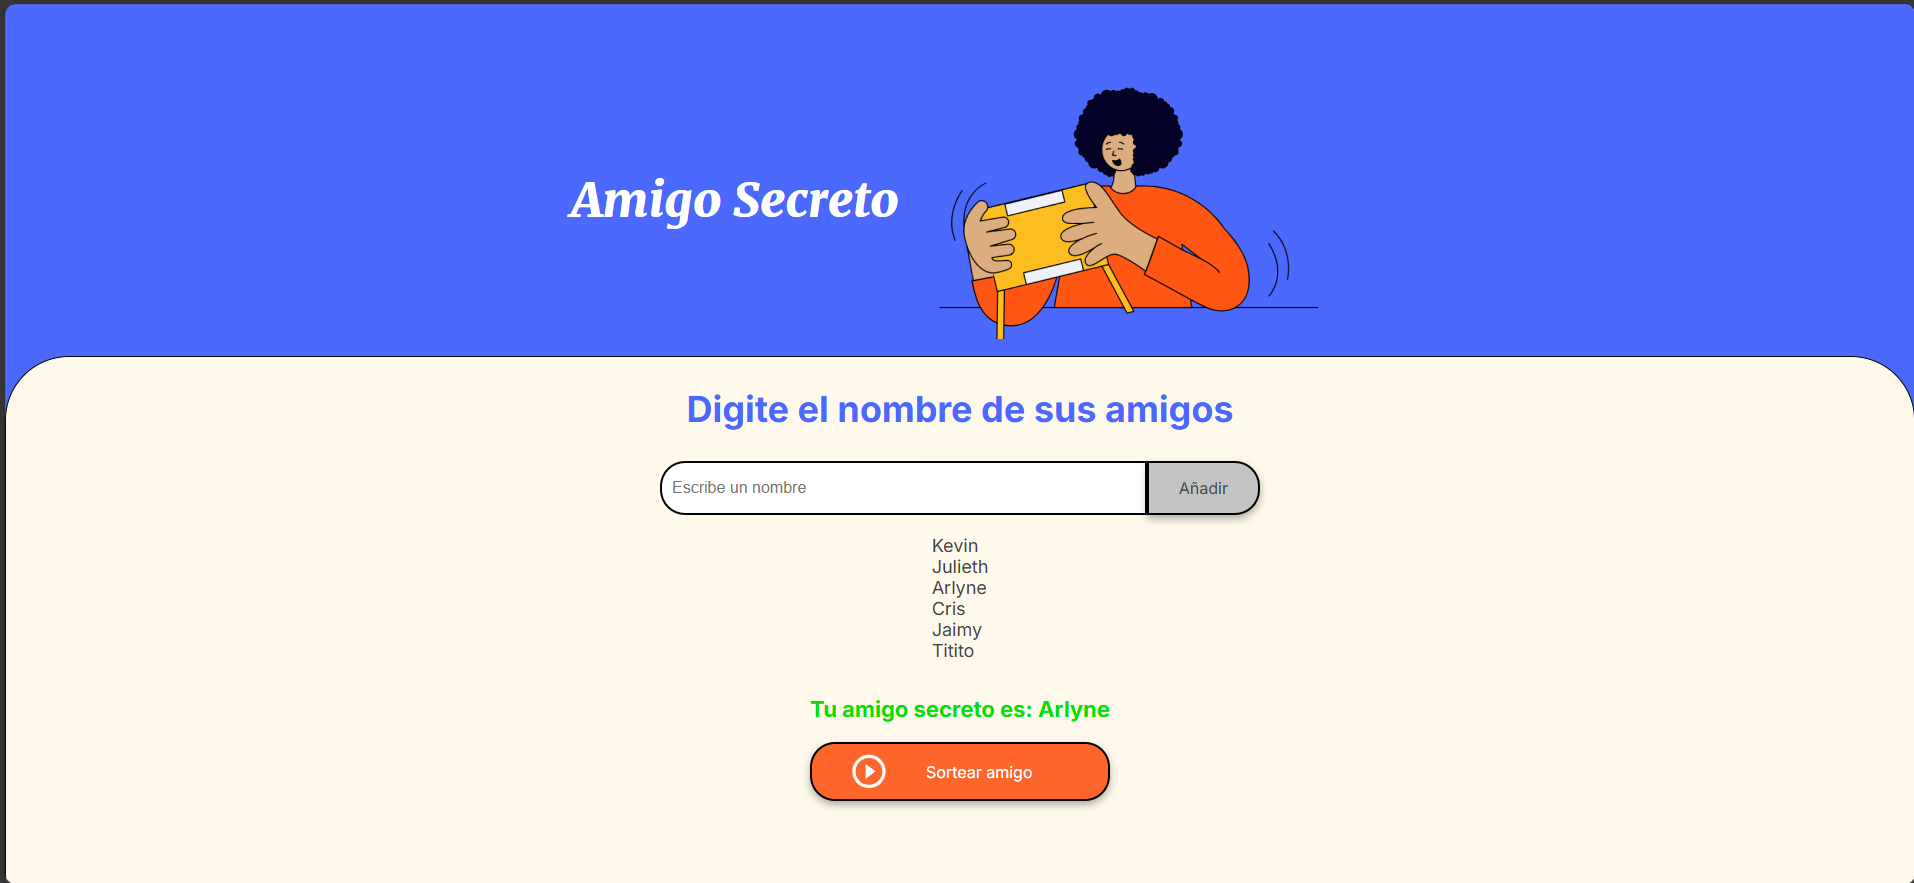 Amigo Secreto
Digite el nombre de sus amigos
Escribe un nombre
Añadir
Kevin
Julieth
Arlyne
Cris
Jaimy
Titito
Tu amigo secreto es: Arlyne
Sortear amigo